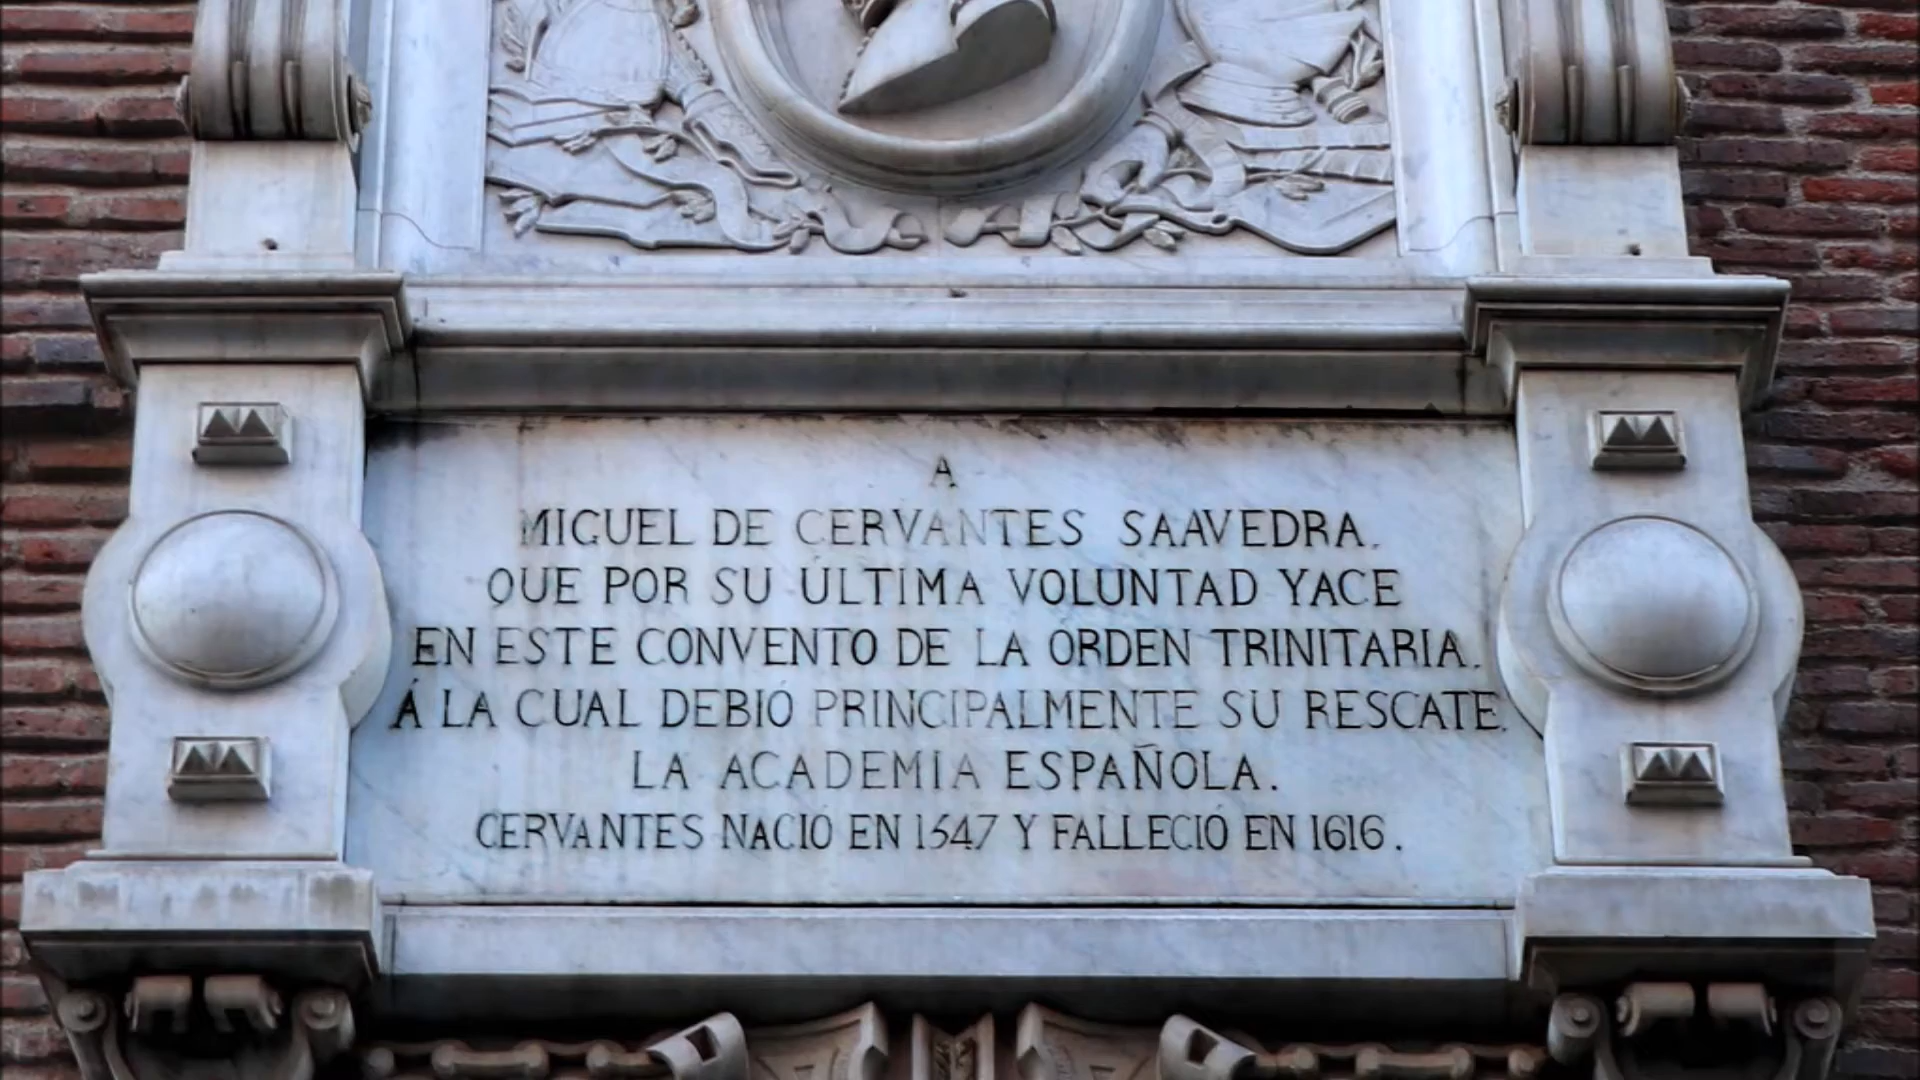 A
MIGUEL DE CERVANTES SAAVEDRA.
QUE POR SU ÚLTIMA VOLUNTAD YACE
EN ESTE CONVENTO DE LA ORDEN TRINITARIA.
Á LA CUAL DEBIÓ PRINCIPALMENTE SU RESCATE.
LA ACADEMIA ESPAÑOLA.
CERVANTES NACIÓ EN 1547 Y FALLECIÓ EN 1616.